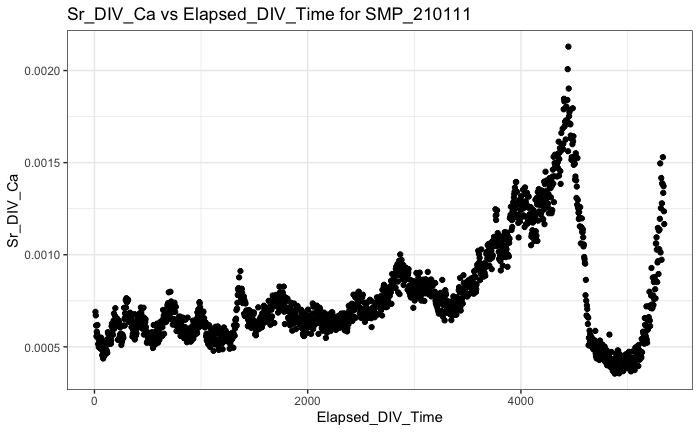 Sr_DIV_Ca vs Elapsed_DIV_Time for SMP_210111
0.0020
0.0015
0.0010
0.0005
Sr_DIV_Ca
0
2000
4000
Elapsed_DIV_Time